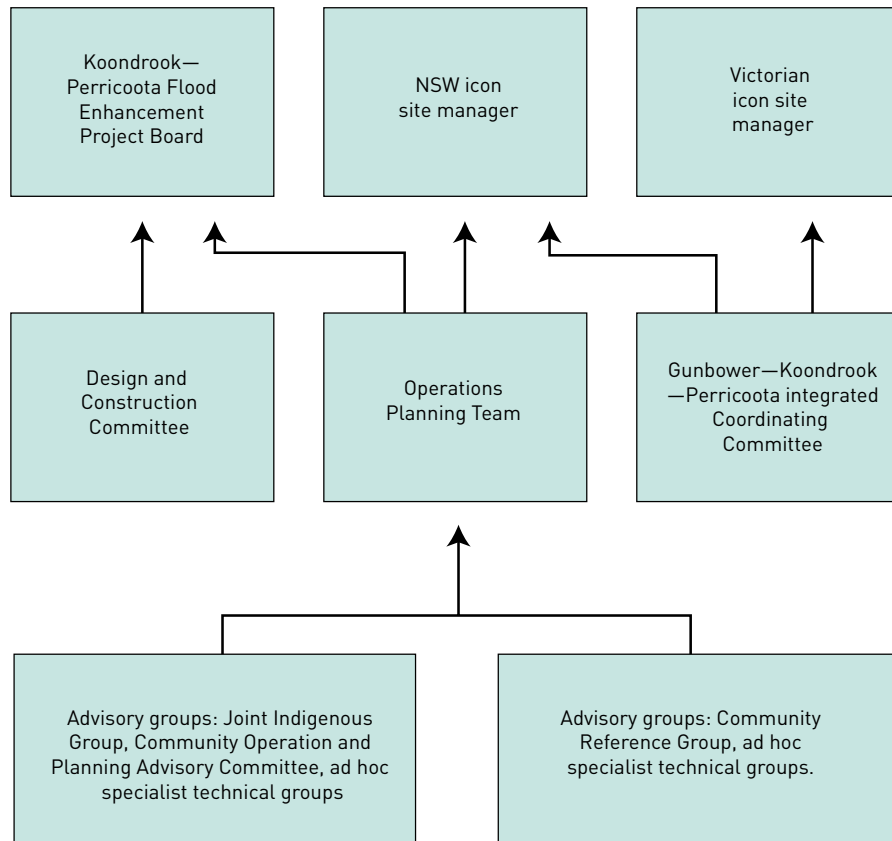 Koondrook—
Perricoota Flood
Enhancement
Project Board
NSW icon
site manager
Victorian
icon site
manager
Design and
Construction
Committee
Operations
Planning Team
Gunbower—Koondrook
—Perricoota integrated
Coordinating
Committee
Advisory groups: Joint Indigenous
Group, Community Operation and
Planning Advisory Committee, ad hoc
specialist technical groups
Advisory groups: Community
Reference Group, ad hoc
specialist technical groups.